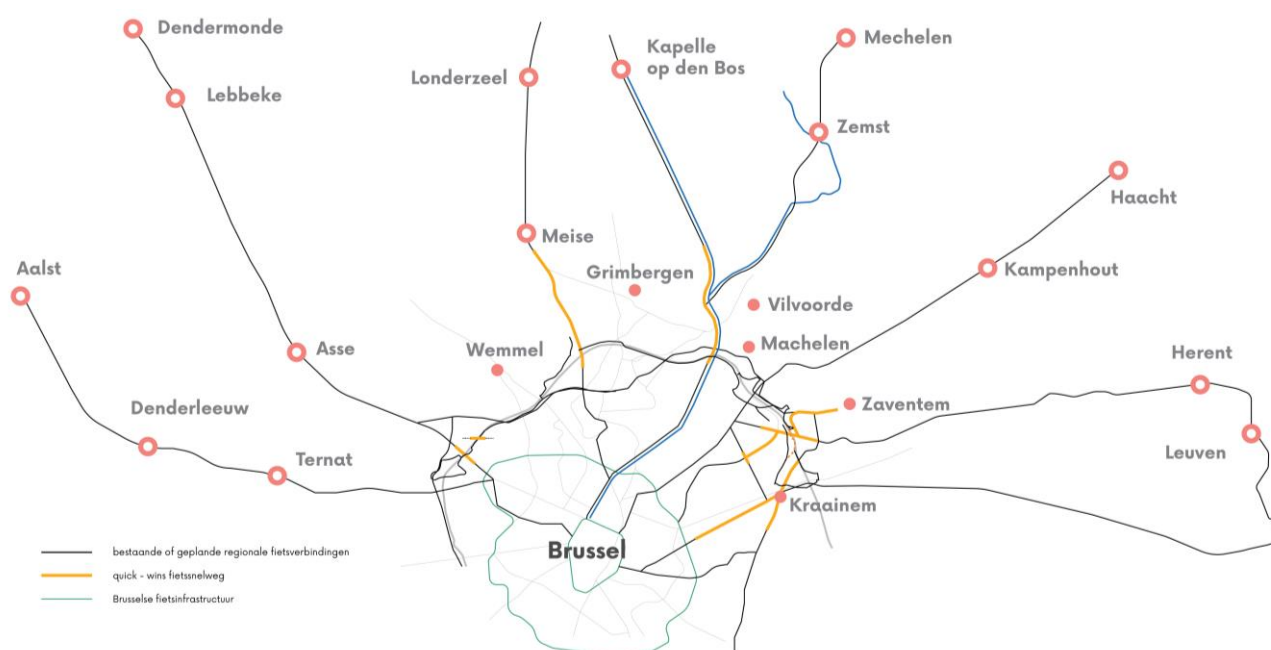 Dendermonde
Lebbeke
Londerzeel
Kapelle
op den Bos
Mechelen
Zemst
Haacht
Meise
Grimbergen
Kampenhout
Aalst
Vilvoorde
Machelen
Asse
Wemmel
Herent
Denderleeuw
Zaventem
Ternat
Leuven
Kraainem
Brussel
bestaande of geplande regionale fietsverbindingen
quick - wins fietssnelweg
Brusselse fietsinfrastructuur